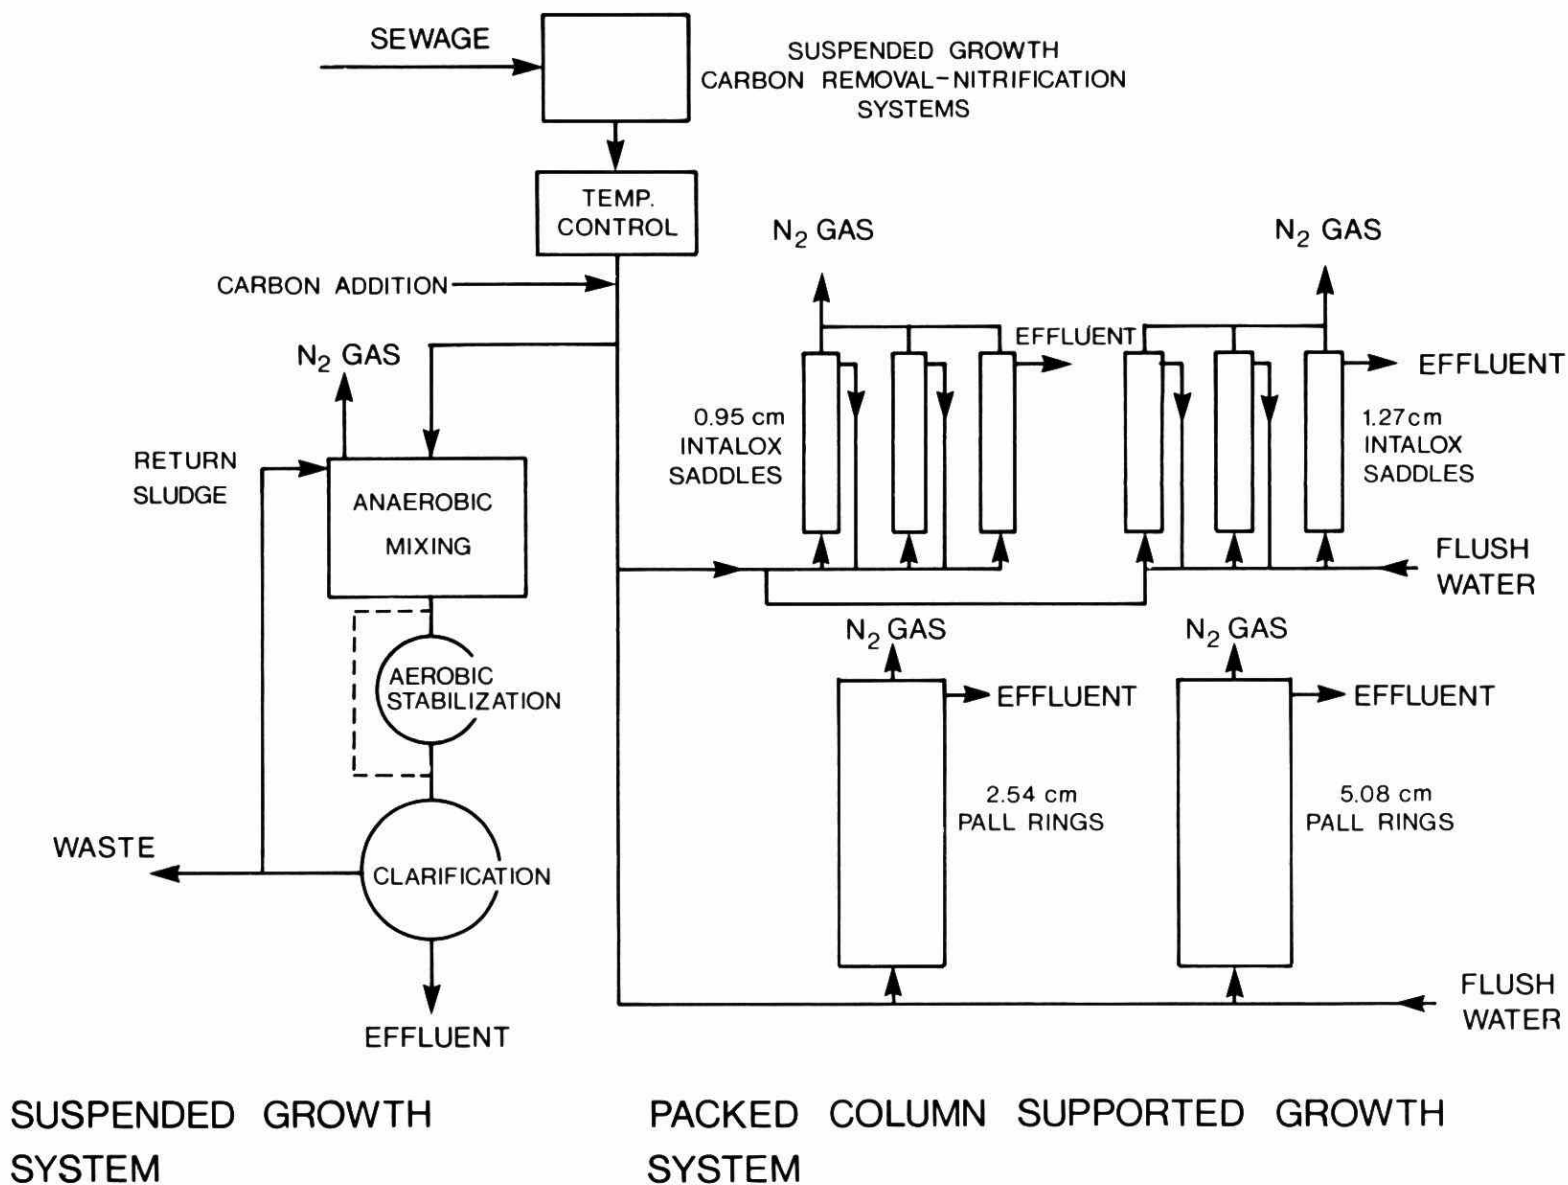 SEWAGE
SUSPENDED GROWTH
CARBON REMOVAL-NITRIFICATION
SYSTEMS
TEMP.
CONTROL
CARBON ADDITION
N₂ GAS
N₂ GAS
N₂ GAS
EFFLUENT
EFFLUENT
0.95 cm
INTALOX
SADDLES
1.27cm
INTALOX
SADDLES
RETURN
SLUDGE
ANAEROBIC
MIXING
FLUSH
WATER
N₂ GAS
N₂ GAS
AEROBIC
STABILIZATION
EFFLUENT
EFFLUENT
2.54 cm
PALL RINGS
5.08 cm
PALL RINGS
WASTE
CLARIFICATION
FLUSH
WATER
EFFLUENT
SUSPENDED GROWTH
SYSTEM
PACKED COLUMN SUPPORTED GROWTH
SYSTEM